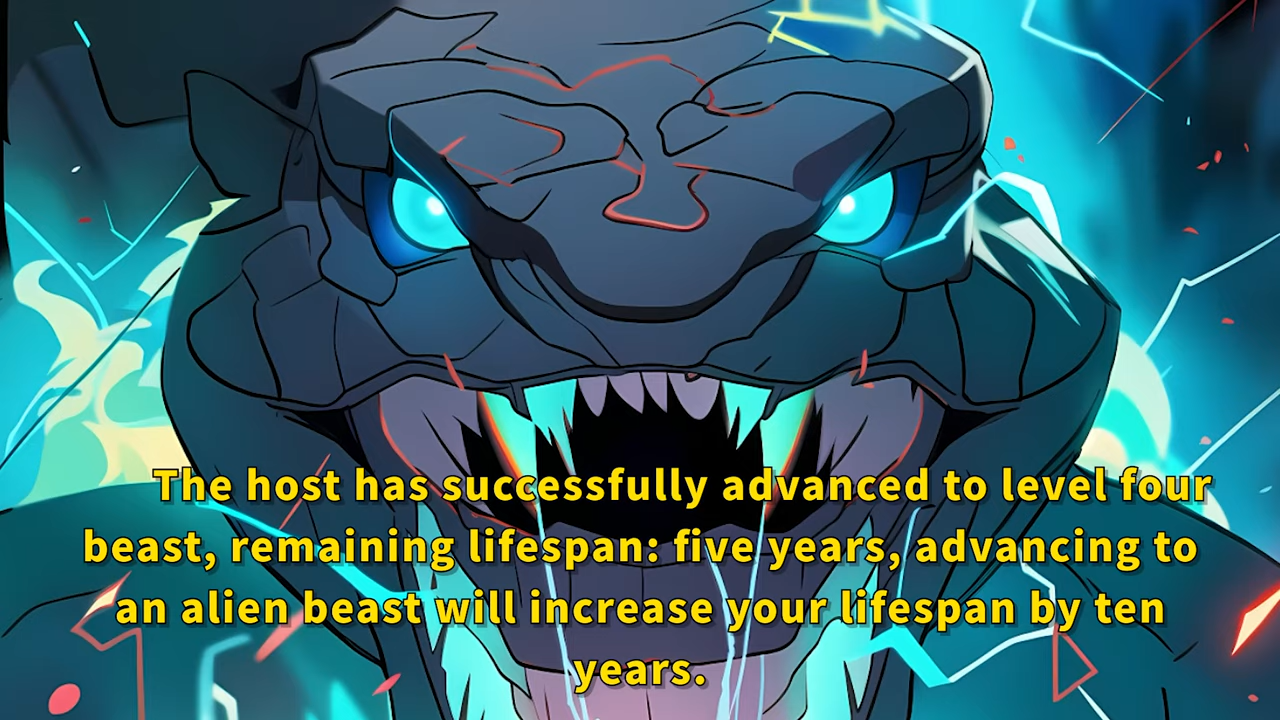 The host has successfully advanced to level four
beast, remaining lifespan: five years, advancing to
an alien beast will increase your lifespan by ten
years.